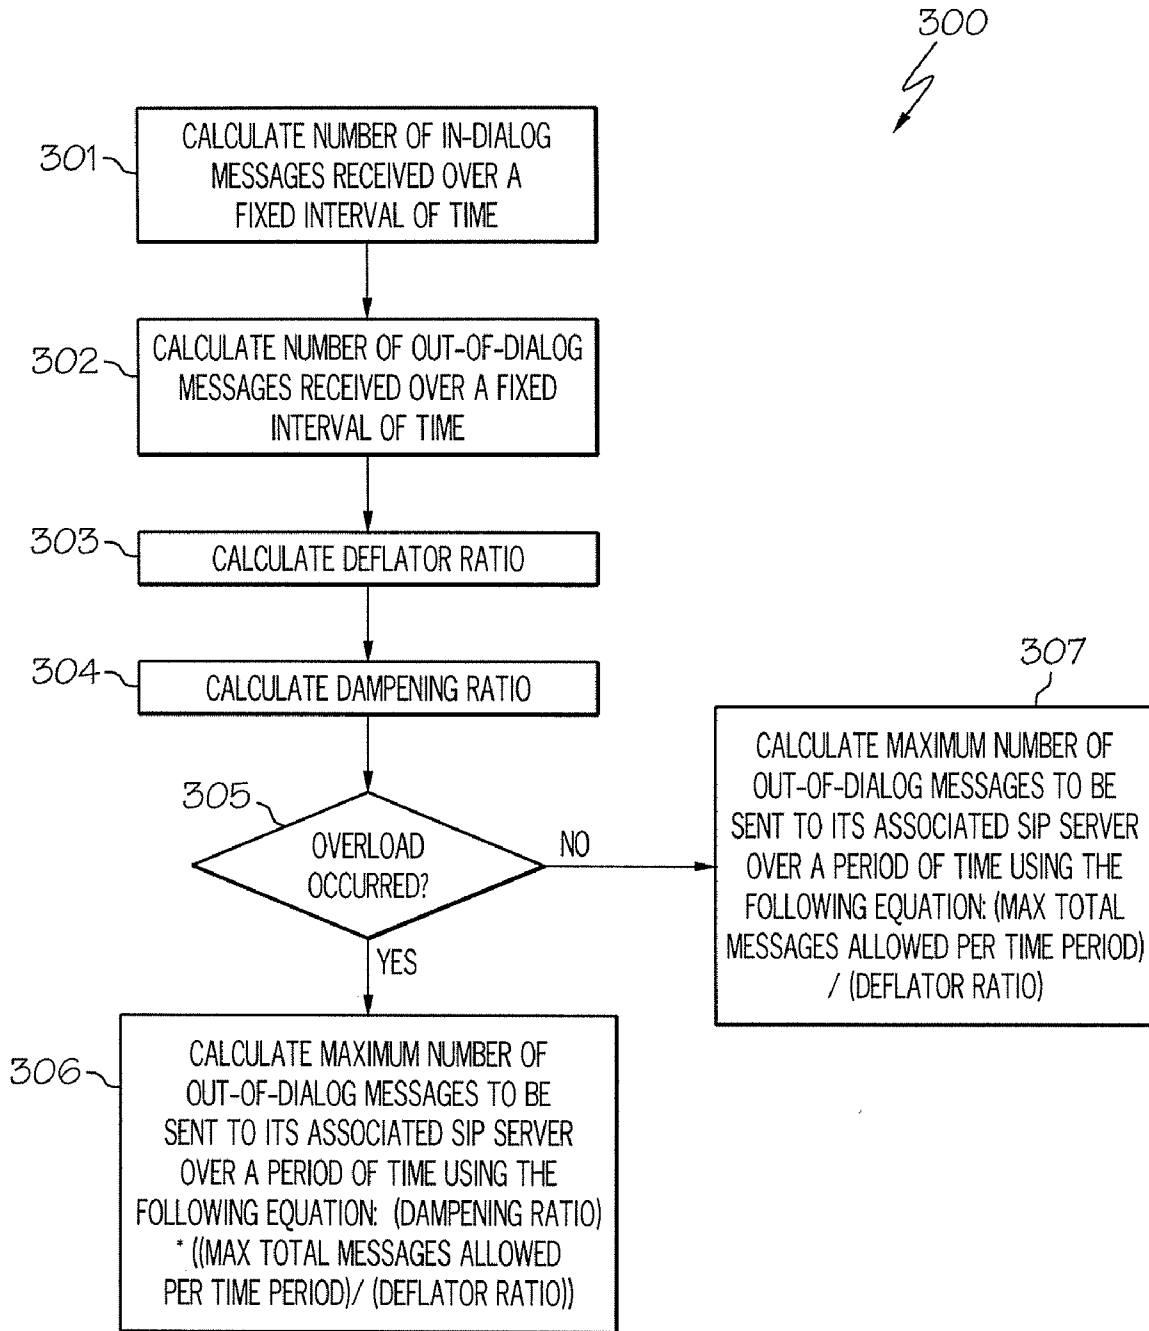 300
301
CALCULATE NUMBER OF IN-DIALOG
MESSAGES RECEIVED OVER A
FIXED INTERVAL OF TIME
302
CALCULATE NUMBER OF OUT-OF-DIALOG
MESSAGES RECEIVED OVER A FIXED
INTERVAL OF TIME
303
CALCULATE DEFLATOR RATIO
304
CALCULATE DAMPENING RATIO
305
OVERLOAD
OCCURRED?
NO
YES
307
CALCULATE MAXIMUM NUMBER OF
OUT-OF-DIALOG MESSAGES TO BE
SENT TO ITS ASSOCIATED SIP SERVER
OVER A PERIOD OF TIME USING THE
FOLLOWING EQUATION: (MAX TOTAL
MESSAGES ALLOWED PER TIME PERIOD)
/ (DEFLATOR RATIO)
306
CALCULATE MAXIMUM NUMBER OF
OUT-OF-DIALOG MESSAGES TO BE
SENT TO ITS ASSOCIATED SIP SERVER
OVER A PERIOD OF TIME USING THE
FOLLOWING EQUATION: (DAMPENING RATIO)
* ((MAX TOTAL MESSAGES ALLOWED
PER TIME PERIOD)/ (DEFLATOR RATIO))